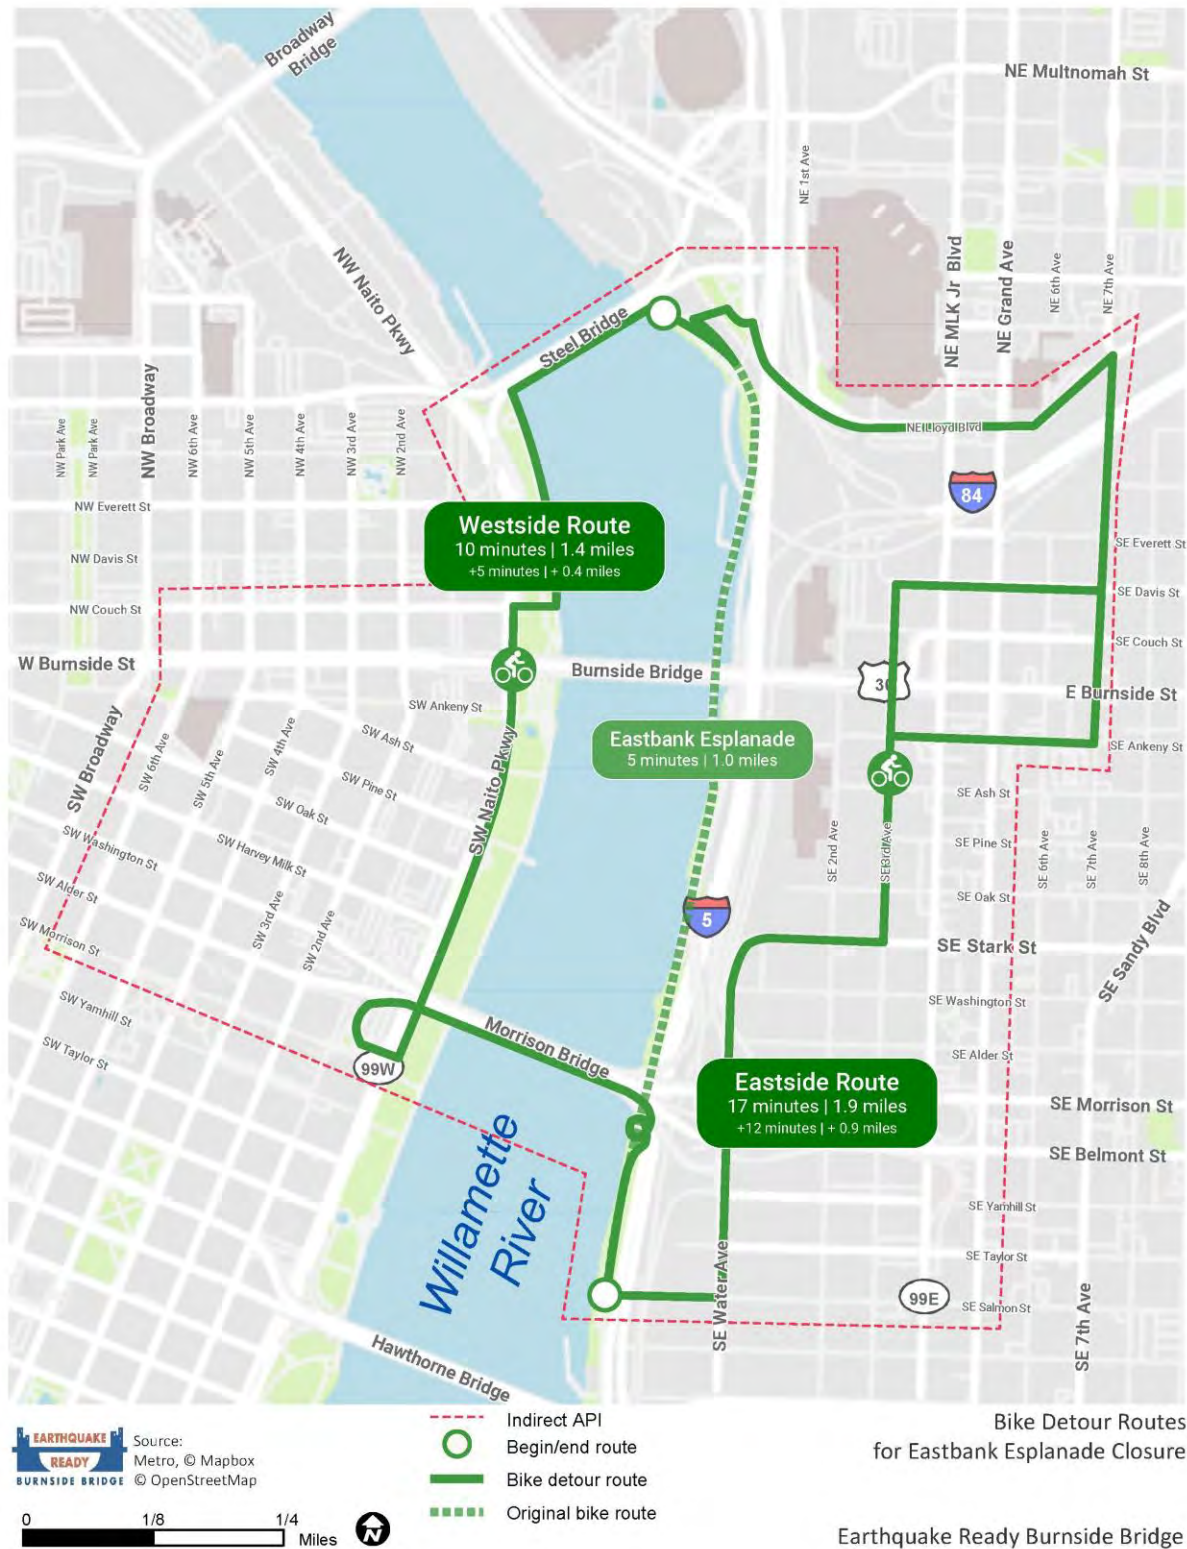 Broadway
Bridge
NE Multnomah St
NE 1st Ave
NW Naito Pkwy
NE MLK Jr Blvd
NE Grand Ave
NE 6th Ave
NE 7th Ave
Steel Bridge
NW Park Ave
NW Park Ave
NW Broadway
NW 6th Ave
NW 5th Ave
NW 4th Ave
NW 3rd Ave
NW 2nd Ave
NE Lloyd Blvd
84
NW Everett St
NW Davis St
NW Couch St
W Burnside St
Westside Route
10 minutes | 1.4 miles
+5 minutes | + 0.4 miles
SE Everett St
SE Davis St
SE Couch St
E Burnside St
SE Ankeny St
Burnside Bridge
30
SW Ankeny St
SW Ash St
SW Pine St
SW Oak St
SW Harvey Milk St
SW Washington St
SW Alder St
SW Morrison St
SW Yamhill St
SW Taylor St
SW Broadway
SW 6th Ave
SW 5th Ave
SW 4th Ave
SW 3rd Ave
SW 2nd Ave
SW Naito Pkwy
Eastbank Esplanade
5 minutes | 1.0 miles
SE Ash St
SE Pine St
SE Oak St
SE 2nd Ave
SE 3rd Ave
SE 6th Ave
SE 7th Ave
SE 8th Ave
5
SE Stark St
SE Sandy Blvd
SE Washington St
SE Alder St
99W
Morrison Bridge
Eastside Route
17 minutes | 1.9 miles
+12 minutes | + 0.9 miles
SE Morrison St
SE Belmont St
SE Yamhill St
SE Taylor St
SE Salmon St
99E
SE Water Ave
SE 7th Ave
Willamette
River
Hawthorne Bridge
EARTHQUAKE
READY
BURNSIDE BRIDGE
Source:
Metro, © Mapbox
© OpenStreetMap
0 1/8 1/4
Miles
N
Indirect API
Begin/end route
Bike detour route
Original bike route
Bike Detour Routes
for Eastbank Esplanade Closure
Earthquake Ready Burnside Bridge